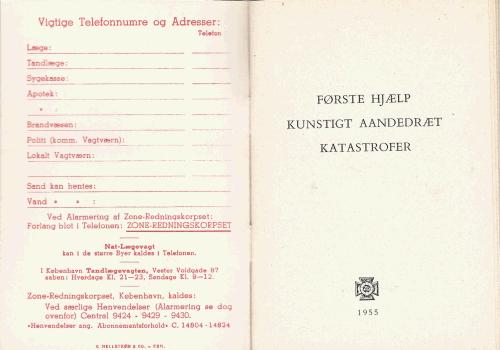 Vigtige Telefonnumre og Adresser:
Telefon
Læge:
Tandlæge:
Sygekasse:
Apotek:
" :
Brandvæsen:
Politi (komm. Vagtværn):
Lokalt Vagtværn:
Sand kan hentes:
Vand " " :
Ved Alarmering af Zone-Redningskorpset:
Forlang blot i Telefonen: ZONE-REDNINGSKORPSET
Nat-Lægevagt
kan i de større Byer kaldes i Telefonen.
I København Tandlægevagten, Vester Voldgade 87
aaben: Hverdage Kl. 21—23, Søndage Kl. 9—12.
Zone-Redningskorpset, København, kaldes:
Ved særlige Henvendelser (Alarmering se dog
ovenfor) Central 9424 - 9429 - 9430.
»Henvendelser ang. Abonnementsforhold« C. 14804 - 14824
FØRSTE HJÆLP
KUNSTIGT AANDEDRÆT
KATASTROFER
1955